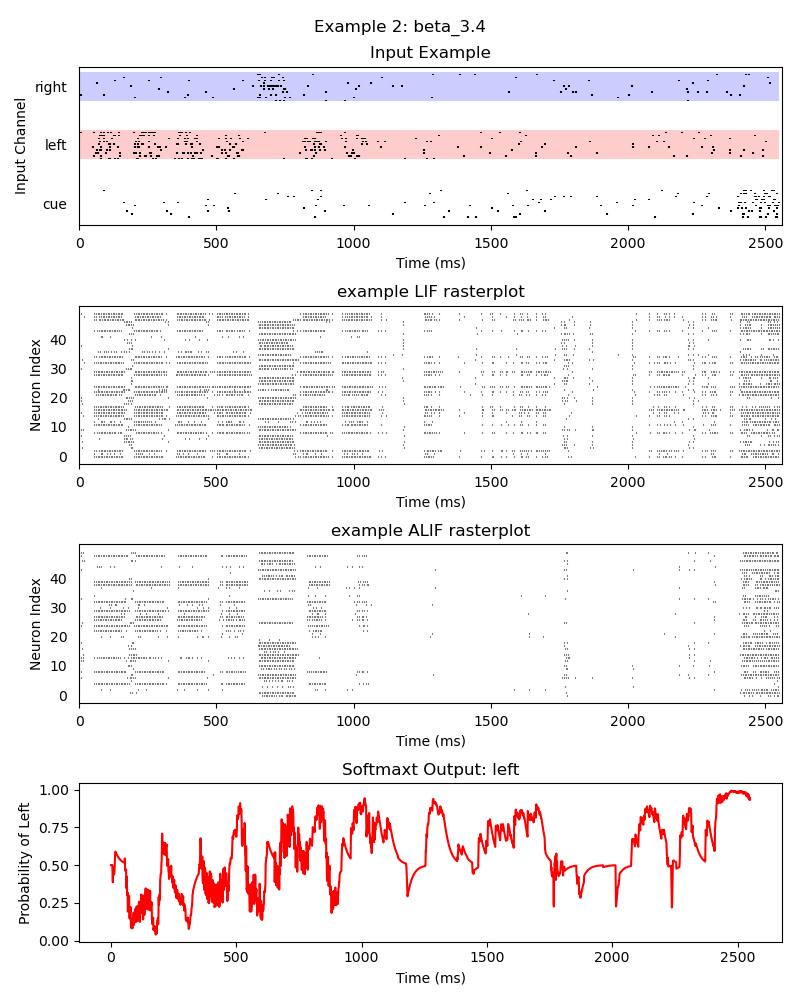 Example 2: beta_3.4
Input Example
Input Channel
right
left
cue
0 500 1000 1500 2000 2500
Time (ms)
example LIF rasterplot
Neuron Index
40
30
20
10
0
0 500 1000 1500 2000 2500
Time (ms)
example ALIF rasterplot
Neuron Index
40
30
20
10
0
0 500 1000 1500 2000 2500
Time (ms)
Softmaxt Output: left
Probability of Left
1.00
0.75
0.50
0.25
0.00
0 500 1000 1500 2000 2500
Time (ms)